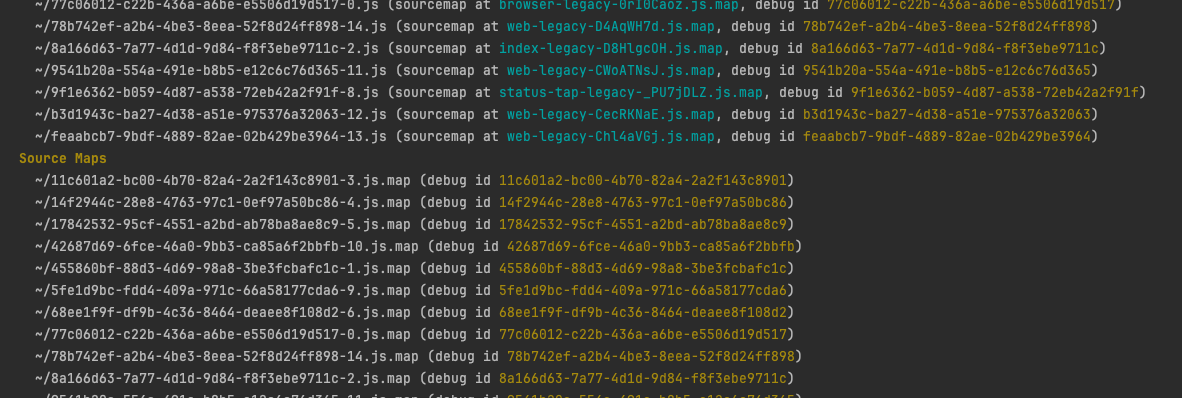 ~/77c06012-c22b-436a-a6be-e5506d19d517-0.js (sourcemap at browser-legacy-0rI0Caoz.js.map, debug id 77c06012-c22b-436a-a6be-e5506d19d517)
~/78b742ef-a2b4-4be3-8eea-52f8d24ff898-14.js (sourcemap at web-legacy-D4AqWH7d.js.map, debug id 78b742ef-a2b4-4be3-8eea-52f8d24ff898)
~/8a166d63-7a77-4d1d-9d84-f8f3ebe9711c-2.js (sourcemap at index-legacy-D8HlgcOH.js.map, debug id 8a166d63-7a77-4d1d-9d84-f8f3ebe9711c)
~/9541b20a-554a-491e-b8b5-e12c6c76d365-11.js (sourcemap at web-legacy-CWoATNsJ.js.map, debug id 9541b20a-554a-491e-b8b5-e12c6c76d365)
~/9f1e6362-b059-4d87-a538-72eb42a2f91f-8.js (sourcemap at status-tap-legacy-_PU7jDLZ.js.map, debug id 9f1e6362-b059-4d87-a538-72eb42a2f91f)
~/b3d1943c-ba27-4d38-a51e-975376a32063-12.js (sourcemap at web-legacy-CecRKNaE.js.map, debug id b3d1943c-ba27-4d38-a51e-975376a32063)
~/feaabcb7-9bdf-4889-82ae-02b429be3964-13.js (sourcemap at web-legacy-Chl4aVGj.js.map, debug id feaabcb7-9bdf-4889-82ae-02b429be3964)
Source Maps
~/11c601a2-bc00-4b70-82a4-2a2f143c8901-3.js.map (debug id 11c601a2-bc00-4b70-82a4-2a2f143c8901)
~/14f2944c-28e8-4763-97c1-0ef97a50bc86-4.js.map (debug id 14f2944c-28e8-4763-97c1-0ef97a50bc86)
~/17842532-95cf-4551-a2bd-ab78ba8ae8c9-5.js.map (debug id 17842532-95cf-4551-a2bd-ab78ba8ae8c9)
~/42687d69-6fce-46a0-9bb3-ca85a6f2bbfb-10.js.map (debug id 42687d69-6fce-46a0-9bb3-ca85a6f2bbfb)
~/455860bf-88d3-4d69-98a8-3be3fcbafc1c-1.js.map (debug id 455860bf-88d3-4d69-98a8-3be3fcbafc1c)
~/5fe1d9bc-fdd4-409a-971c-66a58177cda6-9.js.map (debug id 5fe1d9bc-fdd4-409a-971c-66a58177cda6)
~/68ee1f9f-df9b-4c36-8464-deaee8f108d2-6.js.map (debug id 68ee1f9f-df9b-4c36-8464-deaee8f108d2)
~/77c06012-c22b-436a-a6be-e5506d19d517-0.js.map (debug id 77c06012-c22b-436a-a6be-e5506d19d517)
~/78b742ef-a2b4-4be3-8eea-52f8d24ff898-14.js.map (debug id 78b742ef-a2b4-4be3-8eea-52f8d24ff898)
~/8a166d63-7a77-4d1d-9d84-f8f3ebe9711c-2.js.map (debug id 8a166d63-7a77-4d1d-9d84-f8f3ebe9711c)